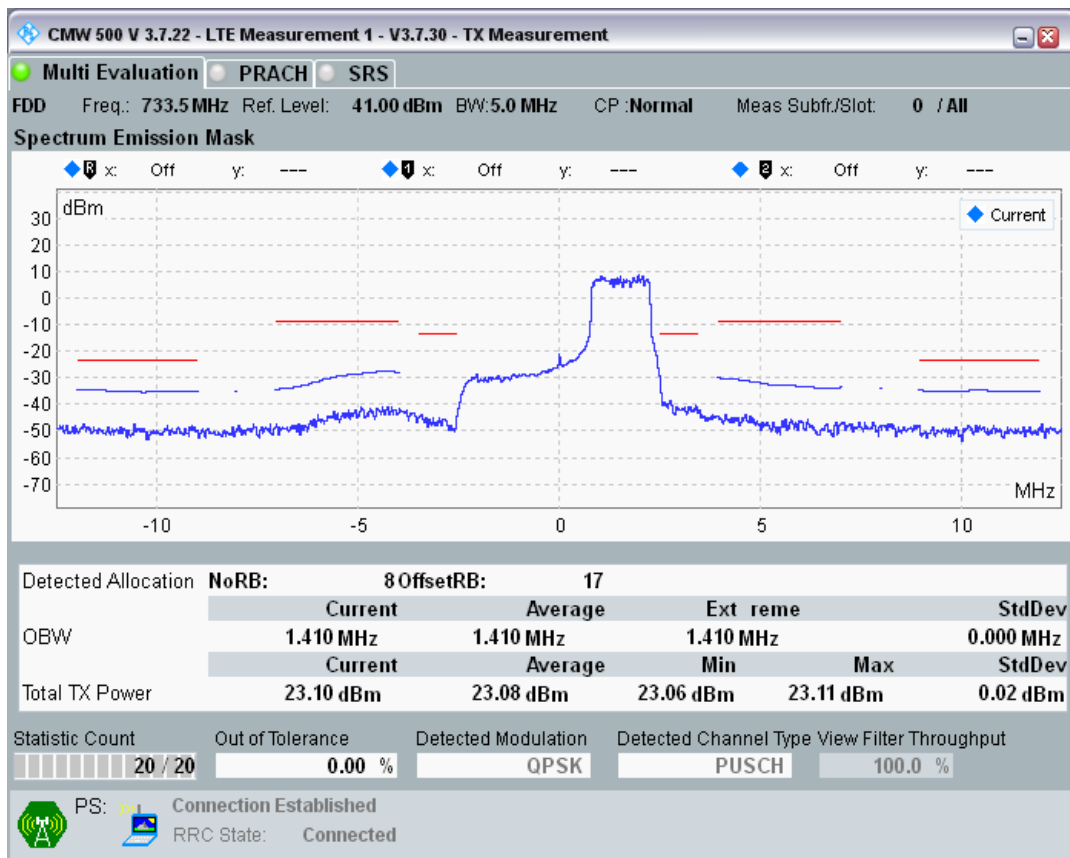 CMW 500 V 3.7.22 - LTE Measurement 1 - V3.7.30 - TX Measurement
Multi Evaluation PRACH SRS
FDD Freq.: 733.5 MHz Ref. Level: 41.00 dBm BW:5.0 MHz CP :Normal Meas Subfr./Slot: 0 / All
Spectrum Emission Mask
R x: Off y: --- 1 x: Off y: --- 2 x: Off y: ---
dBm
Current
30
20
10
0
-10
-20
-30
-40
-50
-60
-70
MHz
-10 -5 0 5 10
Detected Allocation NoRB: 8 OffsetRB: 17
Current Average Ext reme StdDev
OBW 1.410 MHz 1.410 MHz 1.410 MHz 0.000 MHz
Current Average Min Max StdDev
Total TX Power 23.10 dBm 23.08 dBm 23.06 dBm 23.11 dBm 0.02 dBm
Statistic Count Out of Tolerance Detected Modulation Detected Channel Type View Filter Throughput
20 / 20 0.00 % QPSK PUSCH 100.0 %
PS: Connection Established
RRC State: Connected